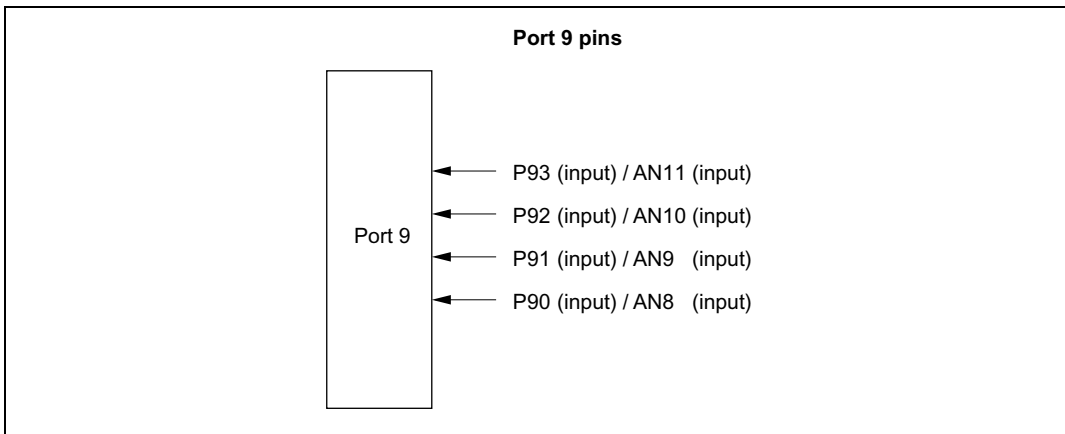 Port 9 pins
P93 (input) / AN11 (input)
P92 (input) / AN10 (input)
Port 9
P91 (input) / AN9 (input)
P90 (input) / AN8 (input)